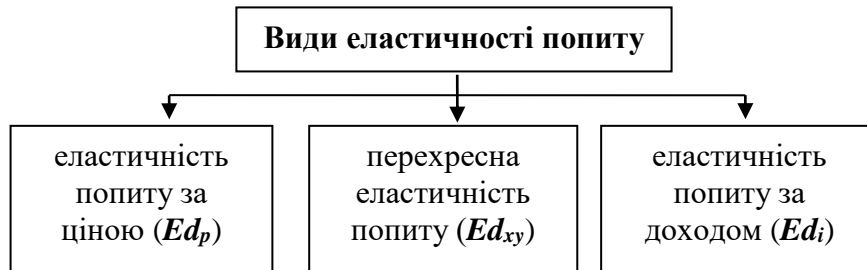 Види еластичності попиту
еластичність
попиту за
ціною (Edp)
перехресна
еластичність
попиту (Edxy)
еластичність
попиту за
доходом (Edi)